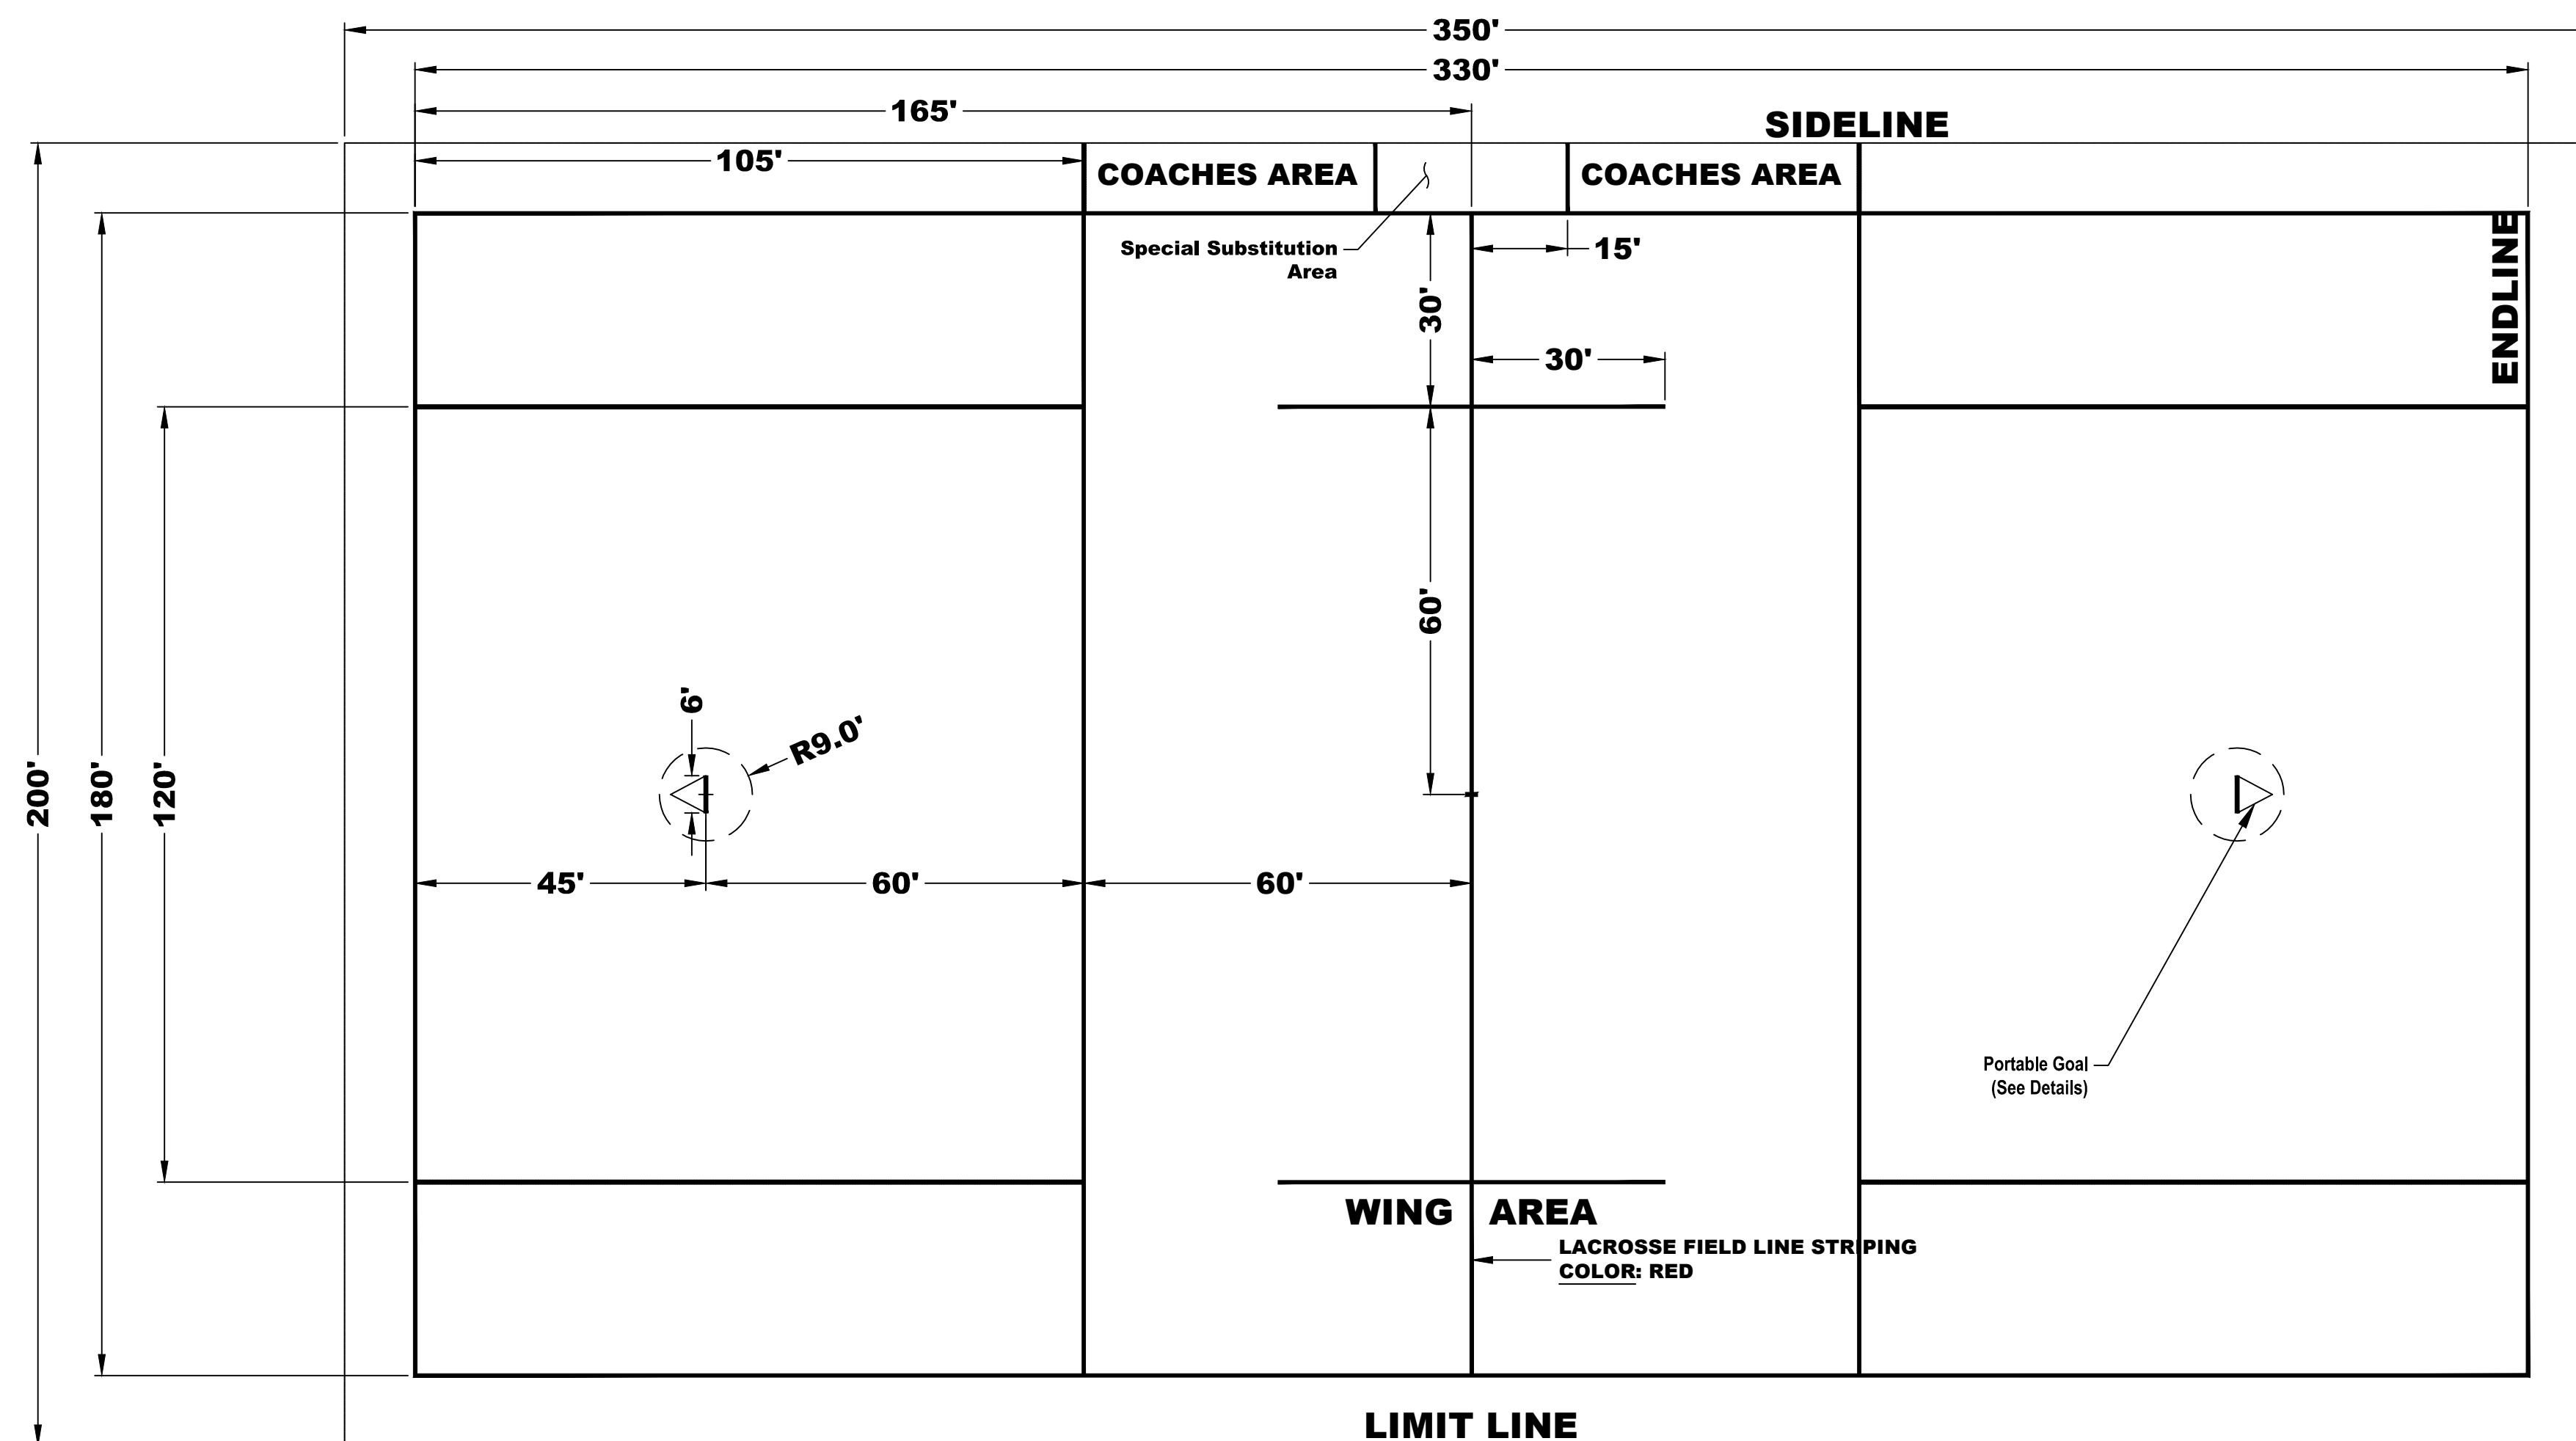 350'
330'
165'
SIDELINE
105'
COACHES AREA
COACHES AREA
Special Substitution
Area
15'
30'
30'
ENDLINE
60'
6'
R9.0'
200'
180'
120'
45'
60'
60'
Portable Goal
(See Details)
WING AREA
LACROSSE FIELD LINE STRIPING
COLOR: RED
LIMIT LINE